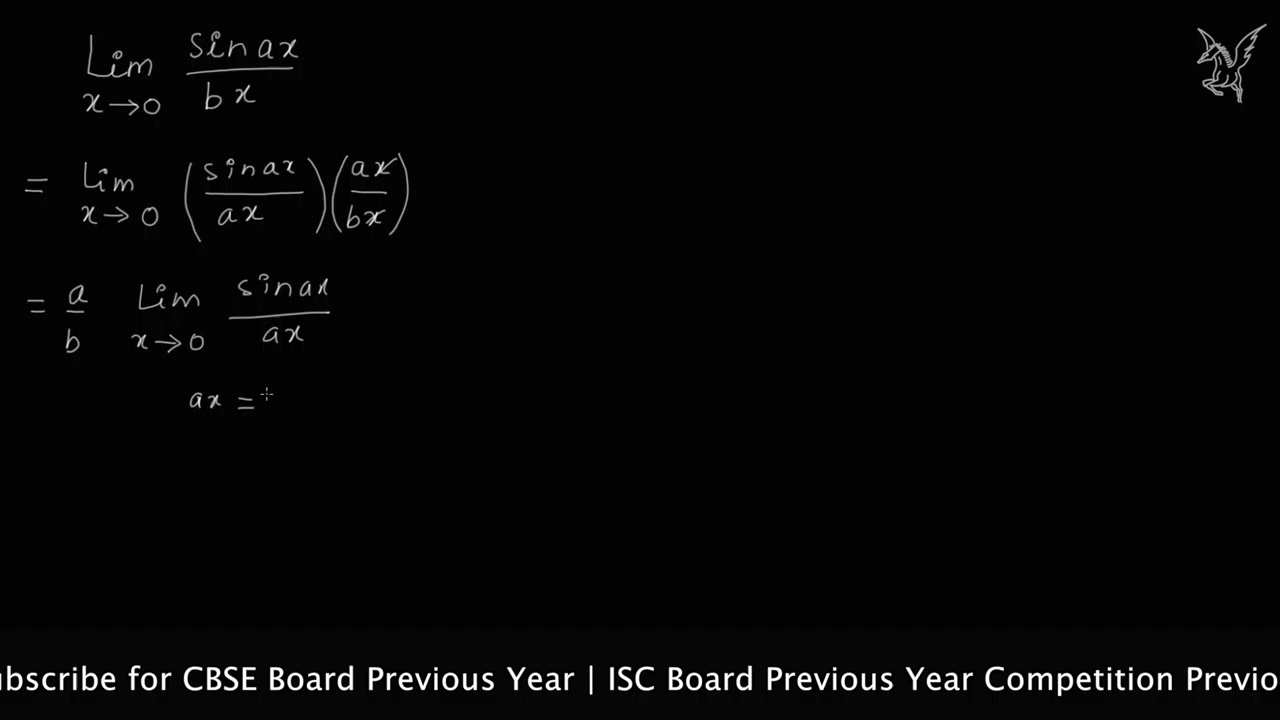 Lim sin ax
x→0 bx
= Lim (sin ax) (ax)
x→0 ax bx
= a Lim sin ax
b x→0 ax
ax =
ubscribe for CBSE Board Previous Year | ISC Board Previous Year Competition Previo